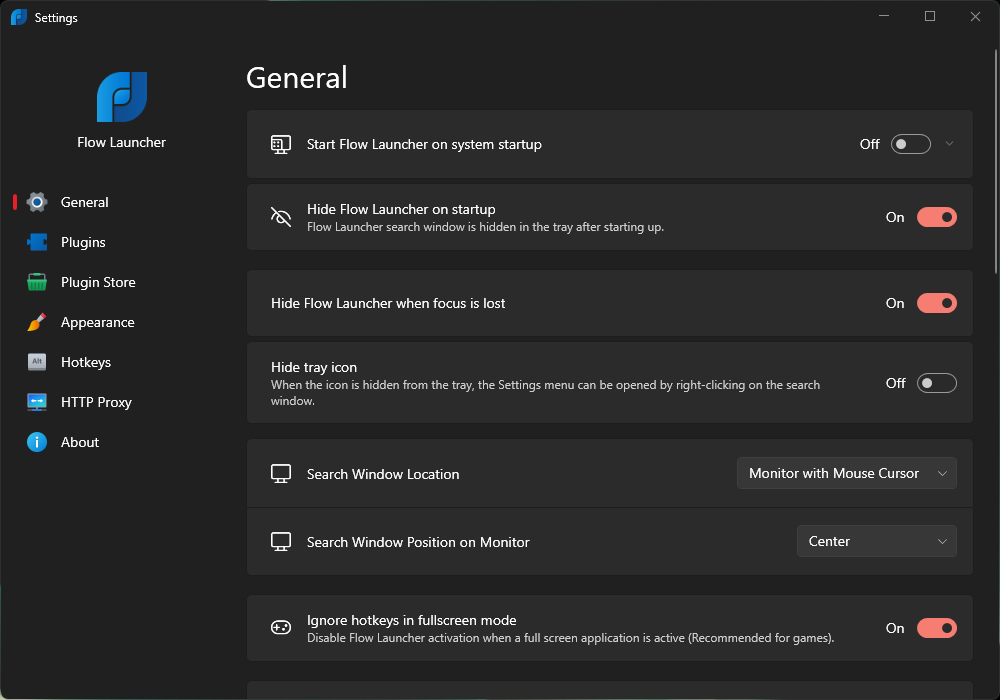 Settings
Flow Launcher
General
Plugins
Plugin Store
Appearance
Alt
Hotkeys
HTTP Proxy
About
General
Start Flow Launcher on system startup
Off
Hide Flow Launcher on startup
Flow Launcher search window is hidden in the tray after starting up.
On
Hide Flow Launcher when focus is lost
On
Hide tray icon
When the icon is hidden from the tray, the Settings menu can be opened by right-clicking on the search
window.
Off
Search Window Location
Monitor with Mouse Cursor
Search Window Position on Monitor
Center
Ignore hotkeys in fullscreen mode
Disable Flow Launcher activation when a full screen application is active (Recommended for games).
On